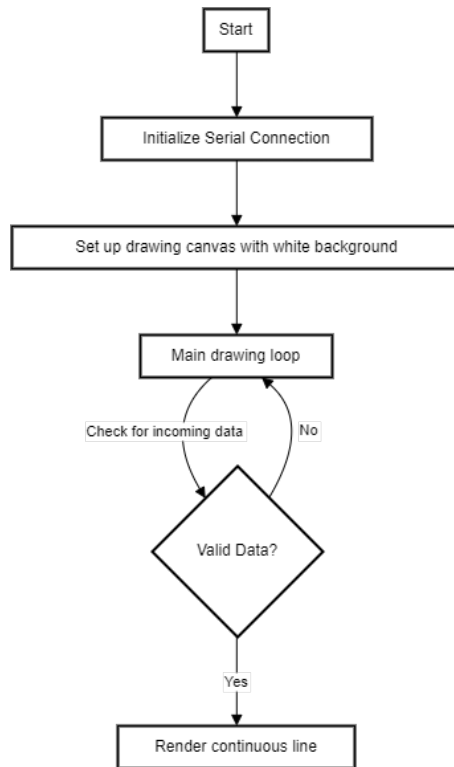 Start
Initialize Serial Connection
Set up drawing canvas with white background
Main drawing loop
Check for incoming data
No
Valid Data?
Yes
Render continuous line